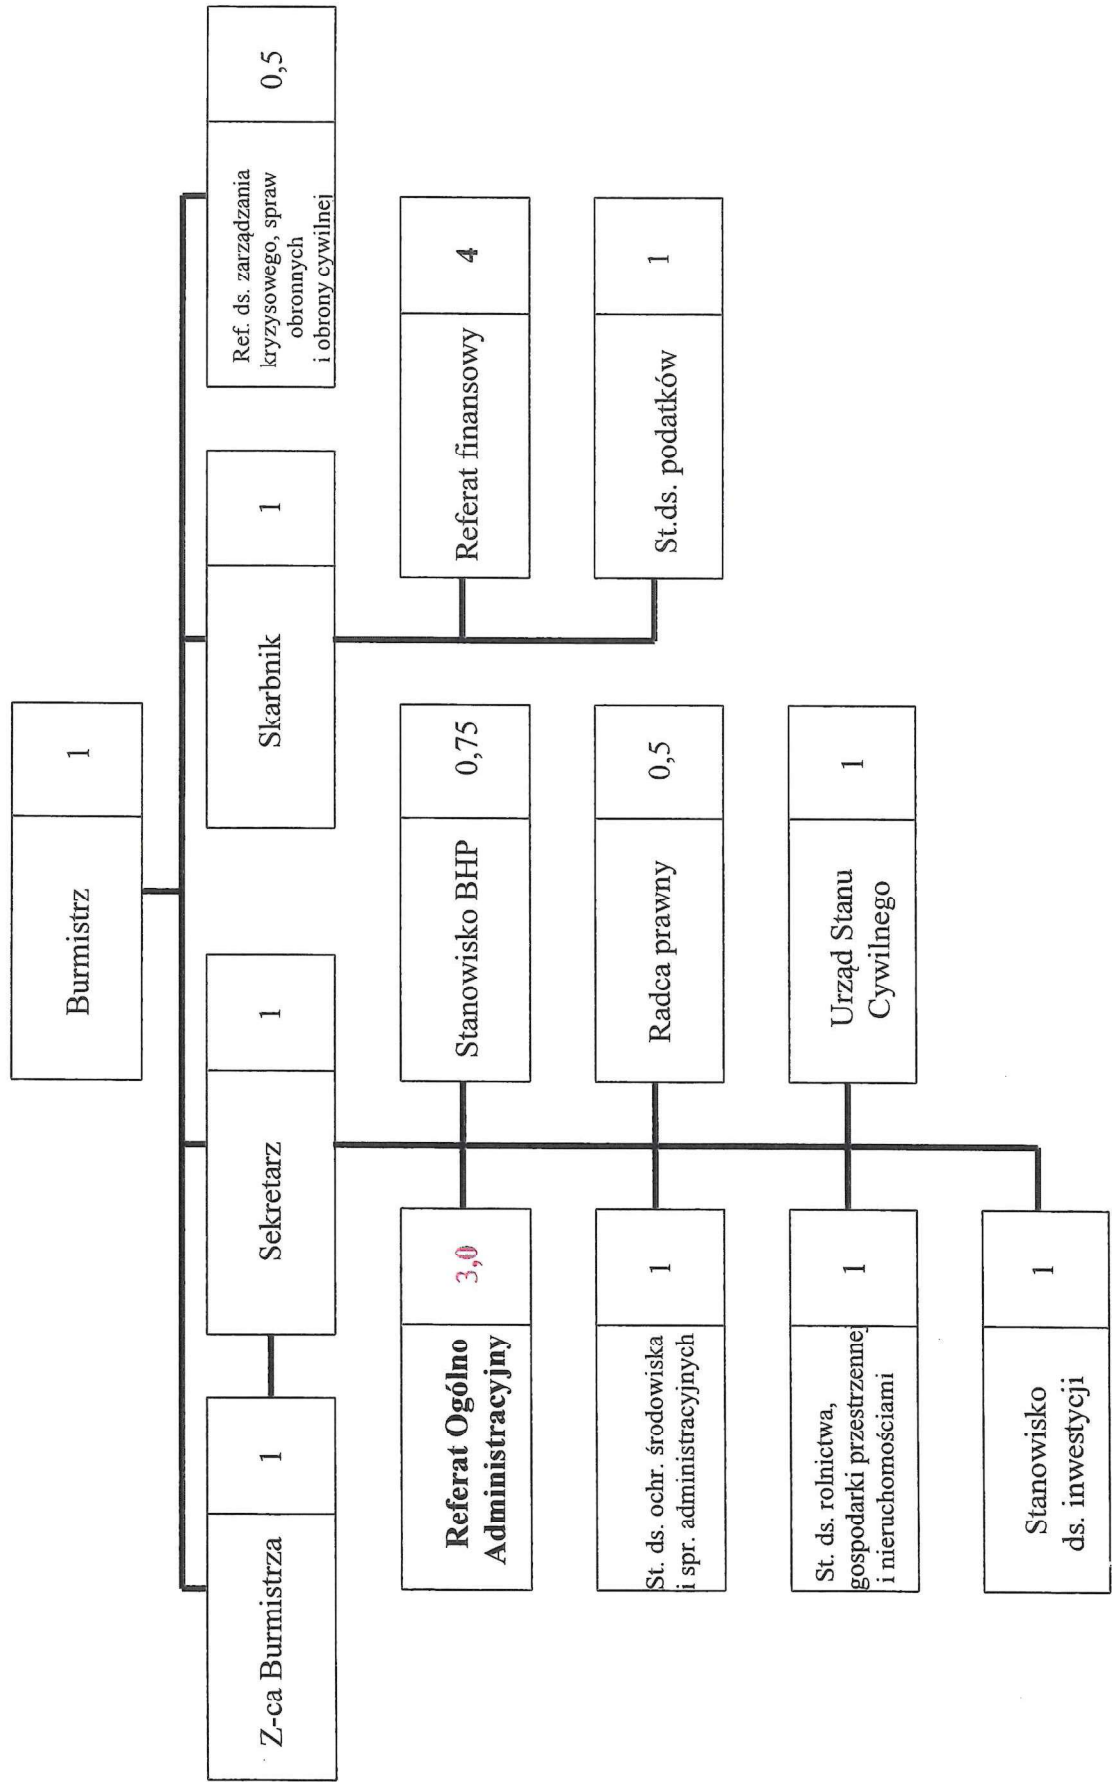 Burmistrz
1
Z-ca Burmistrza
1
Sekretarz
1
Skarbnik
1
Ref. ds. zarządzania
kryzysowego, spraw
obronnych
i obrony cywilnej
0,5
Referat Ogólno
Administracyjny
3,0
Stanowisko BHP
0,75
Referat finansowy
4
St. ds. ochr. środowiska
i spr. administracyjnych
1
Radca prawny
0,5
St.ds. podatków
1
St. ds. rolnictwa,
gospodarki przestrzennej
i nieruchomościami
1
Urząd Stanu
Cywilnego
1
Stanowisko
ds. inwestycji
1